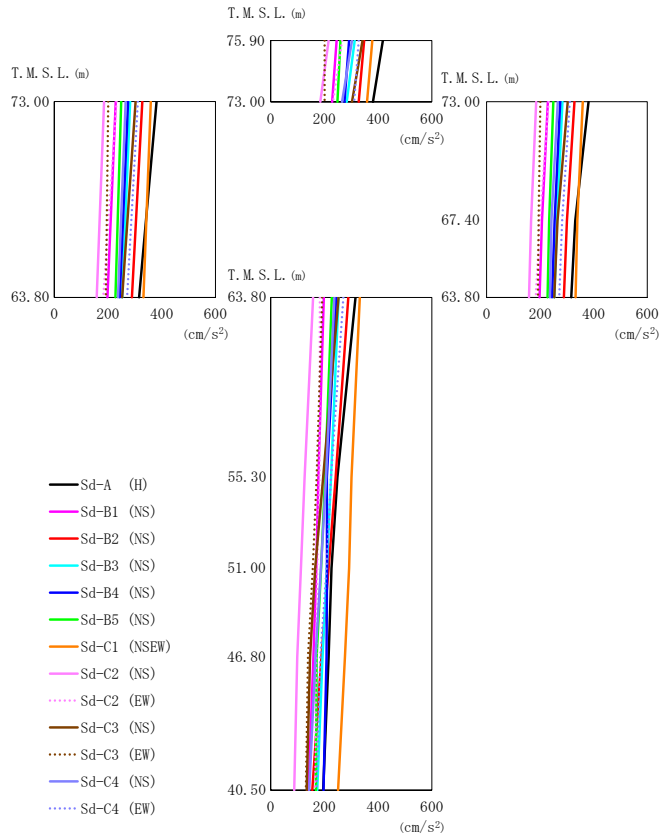 T.M.S.L.(m)
75.90
73.00
0 200 400 600
(cm/s²)
T.M.S.L.(m)
73.00
63.80
0 200 400 600
(cm/s²)
73.00
67.40
63.80
0 200 400 600
(cm/s²)
T.M.S.L.(m)
63.80
55.30
51.00
46.80
40.50
0 200 400 600
(cm/s²)
Sd-A (H)
Sd-B1 (NS)
Sd-B2 (NS)
Sd-B3 (NS)
Sd-B4 (NS)
Sd-B5 (NS)
Sd-C1 (NSEW)
Sd-C2 (NS)
Sd-C2 (EW)
Sd-C3 (NS)
Sd-C3 (EW)
Sd-C4 (NS)
Sd-C4 (EW)